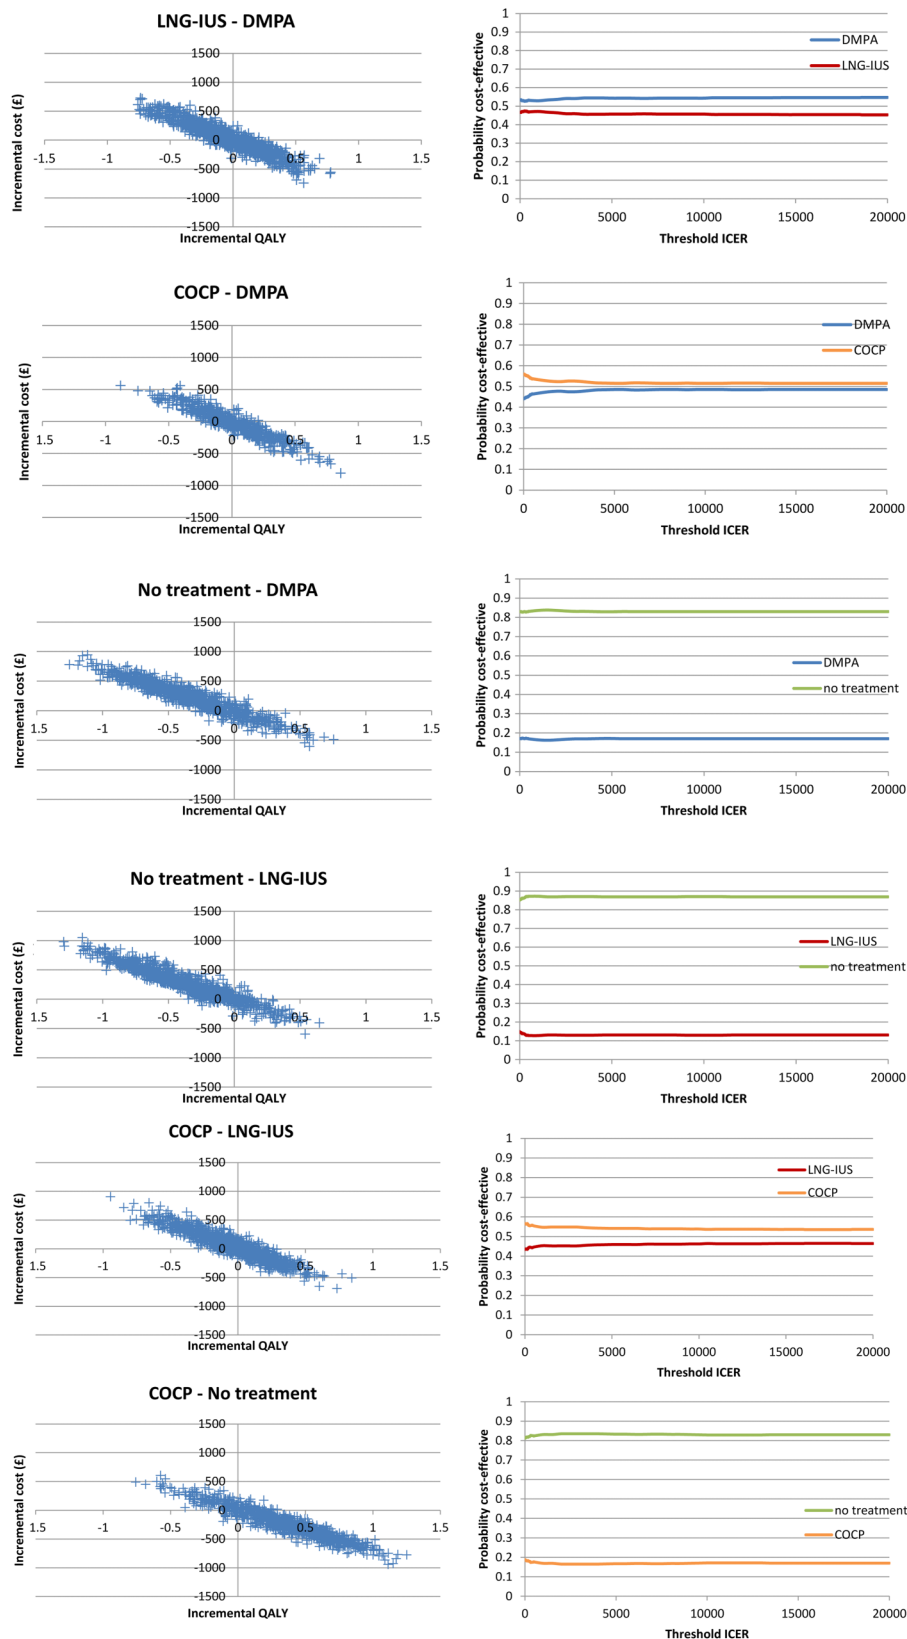 LNG-IUS - DMPA
Incremental cost (£)
1500
1000
500
0
-500
-1000
-1500
-1.5 -1 -0.5 0 0.5 1 1.5
Incremental QALY
Probability cost-effective
1
0.9
0.8
0.7
0.6
0.5
0.4
0.3
0.2
0.1
0
DMPA
LNG-IUS
0 5000 10000 15000 20000
Threshold ICER
COCP - DMPA
Incremental cost (£)
1500
1000
500
0
-500
-1000
-1500
1.5 -1 -0.5 0 0.5 1 1.5
Incremental QALY
Probability cost-effective
1
0.9
0.8
0.7
0.6
0.5
0.4
0.3
0.2
0.1
0
DMPA
COCP
0 5000 10000 15000 20000
Threshold ICER
No treatment - DMPA
Incremental cost (£)
1500
1000
500
0
-500
-1000
-1500
1.5 -1 -0.5 0 0.5 1 1.5
Incremental QALY
Probability cost-effective
1
0.9
0.8
0.7
0.6
0.5
0.4
0.3
0.2
0.1
0
DMPA
no treatment
0 5000 10000 15000 20000
Threshold ICER
No treatment - LNG-IUS
Incremental cost (£)
1500
1000
500
0
-500
-1000
-1500
-1.5 -1 -0.5 0 0.5 1 1.5
Incremental QALY
Probability cost-effective
1
0.9
0.8
0.7
0.6
0.5
0.4
0.3
0.2
0.1
0
LNG-IUS
no treatment
0 5000 10000 15000 20000
Threshold ICER
COCP - LNG-IUS
Incremental cost (£)
1500
1000
500
0
-500
-1000
-1500
1.5 -1 -0.5 0 0.5 1 1.5
Incremental QALY
Probability cost-effective
1
0.9
0.8
0.7
0.6
0.5
0.4
0.3
0.2
0.1
0
LNG-IUS
COCP
0 5000 10000 15000 20000
Threshold ICER
COCP - No treatment
Incremental cost (£)
1500
1000
500
0
-500
-1000
-1500
1.5 -1 -0.5 0 0.5 1 1.5
Incremental QALY
Probability cost-effective
1
0.9
0.8
0.7
0.6
0.5
0.4
0.3
0.2
0.1
0
no treatment
COCP
0 5000 10000 15000 20000
Threshold ICER